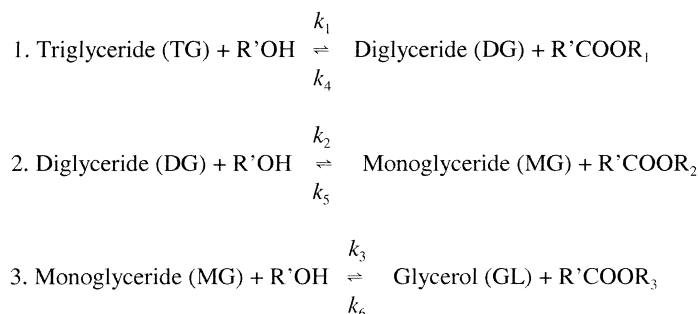 k₁
1. Triglyceride (TG) + R’OH ⇌ Diglyceride (DG) + R’COOR₁
k₄
k₂
2. Diglyceride (DG) + R’OH ⇌ Monoglyceride (MG) + R’COOR₂
k₅
k₃
3. Monoglyceride (MG) + R’OH ⇌ Glycerol (GL) + R’COOR₃
k₆